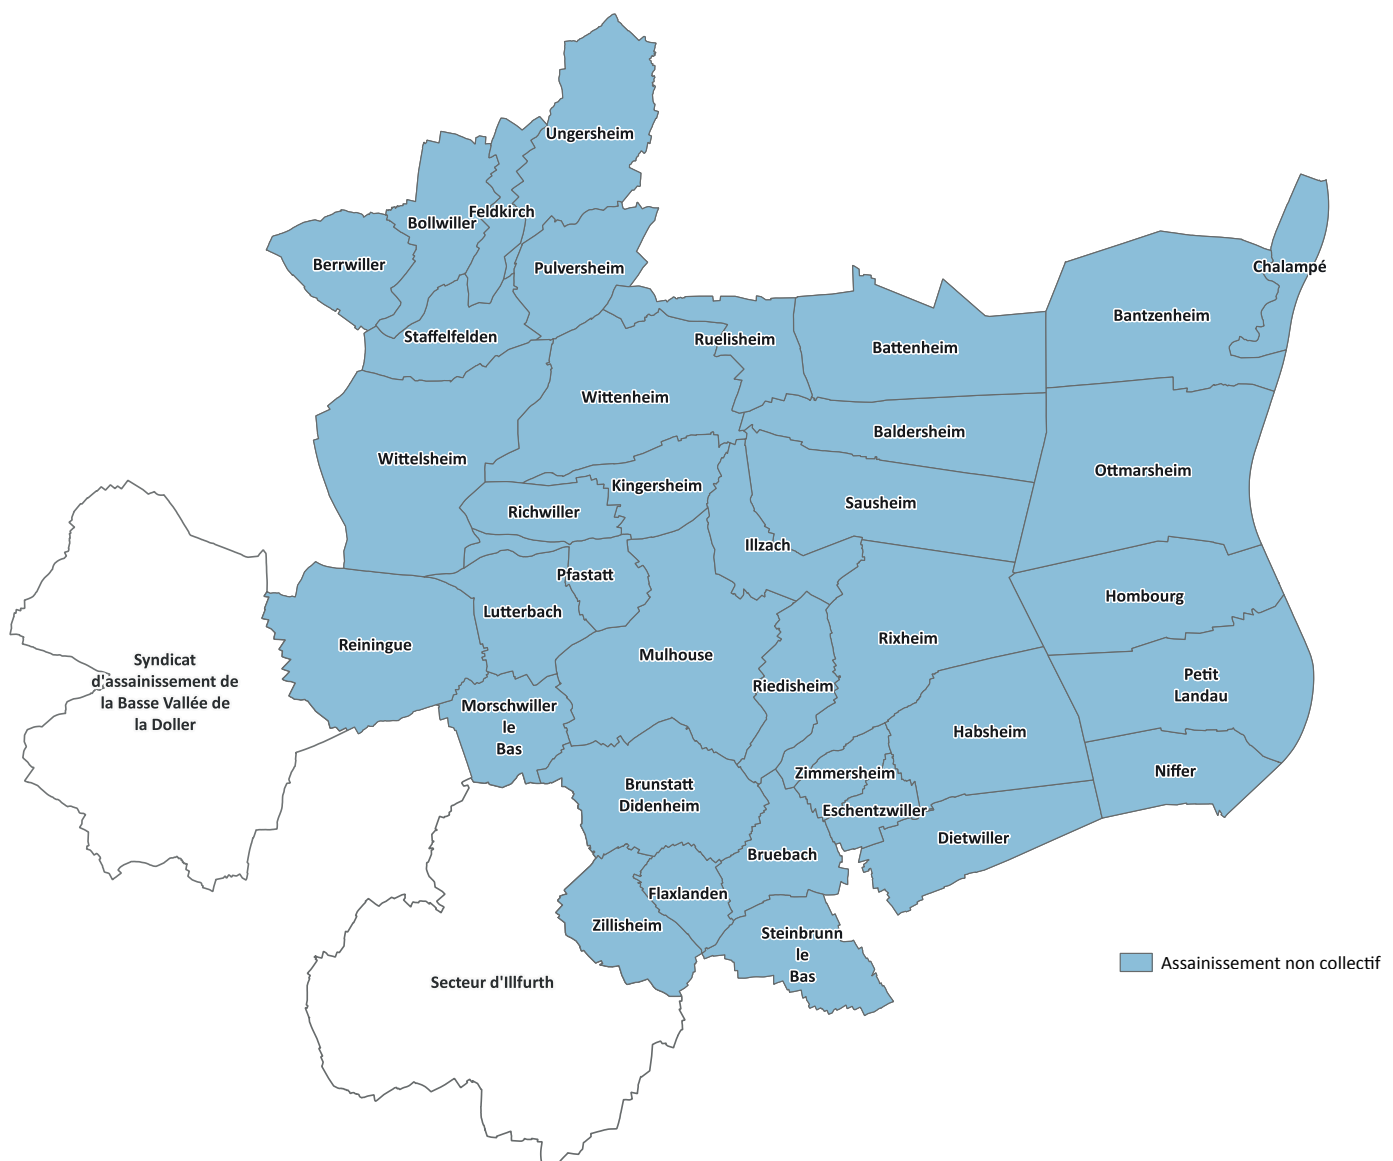 Ungersheim
Feldkirch
Bollwiller
Berrwiller
Pulversheim
Chalampé
Bantzenheim
Staffelfelden
Ruelisheim
Battenheim
Wittenheim
Baldersheim
Wittelsheim
Ottmarsheim
Kingersheim
Sausheim
Richwiller
Illzach
Pfastatt
Hombourg
Lutterbach
Rixheim
Reiningue
Mulhouse
Syndicat
d'assainissement de
la Basse Vallée de
la Doller
Petit
Landau
Riedisheim
Morschwiller
le
Bas
Habsheim
Niffer
Zimmersheim
Brunstatt
Didenheim
Eschentzwiller
Dietwiller
Bruebach
Flaxlanden
Zillisheim
Steinbrunn
le
Bas
Assainissement non collectif
Secteur d'Illfurth